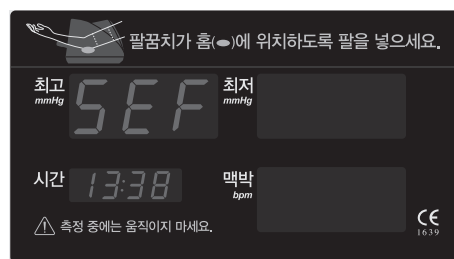 팔꿈치가 홈()에 위치하도록 팔을 넣으세요.
최고 mmHg SEF 최저 mmHg
시간 13:38 맥박 bpm
측정 중에는 움직이지 마세요.
CE 1639